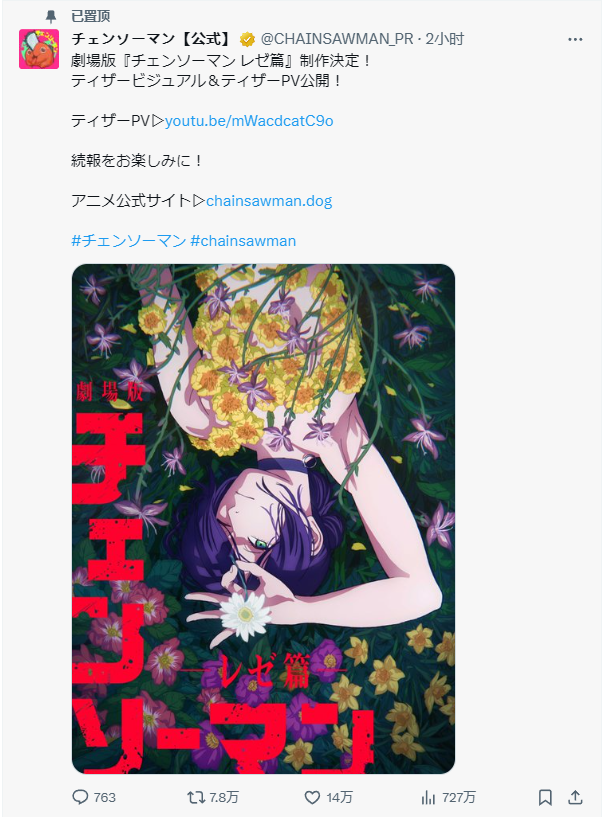 已置顶
チェンソーマン【公式】 @CHAINSAWMAN_PR · 2小时
劇場版『チェンソーマン レゼ篇』制作決定！
ティザービジュアル＆ティザーPV公開！
ティザーPV▷youtu.be/mWacdcatC9o
続報をお楽しみに！
アニメ公式サイト▷chainsawman.dog
#チェンソーマン #chainsawman
劇場版
チェンソーマン
レゼ篇
763 7.8万 14万 727万